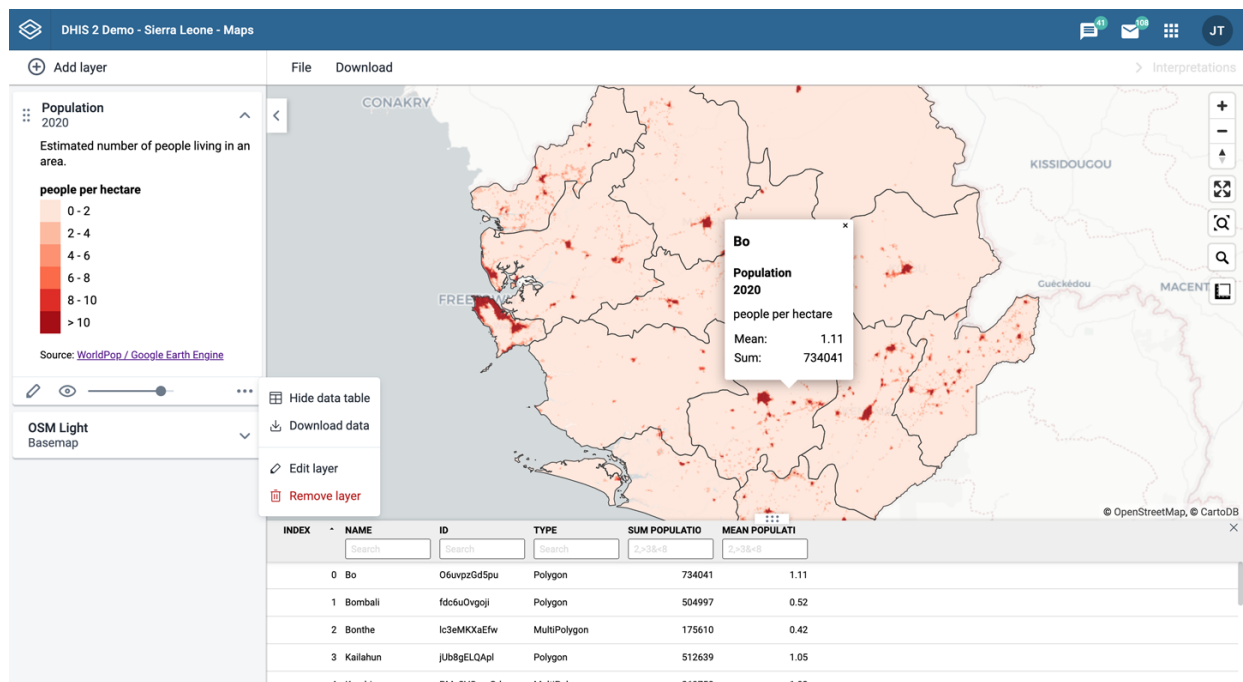 DHIS 2 Demo - Sierra Leone - Maps
41
108
JT
Add layer
File Download
Interpretations
Population
2020
Estimated number of people living in an
area.
people per hectare
0 - 2
2 - 4
4 - 6
6 - 8
8 - 10
> 10
Source: WorldPop / Google Earth Engine
OSM Light
Basemap
Hide data table
Download data
Edit layer
Remove layer
CONAKRY
KISSIDOUGOU
Guéckédou
MACENT
Bo
Population
2020
people per hectare
Mean: 1.11
Sum: 734041
© OpenStreetMap, © CartoDB
INDEX NAME ID TYPE SUM POPULATIO MEAN POPULATI
Search Search Search 2,>3&<8 2,>3&<8
0 Bo O6uvpzGd5pu Polygon 734041 1.11
1 Bombali fdc6uOvgoji Polygon 504997 0.52
2 Bonthe lc3eMKXaEfw MultiPolygon 175610 0.42
3 Kailahun jUb8gELQApl Polygon 512639 1.05